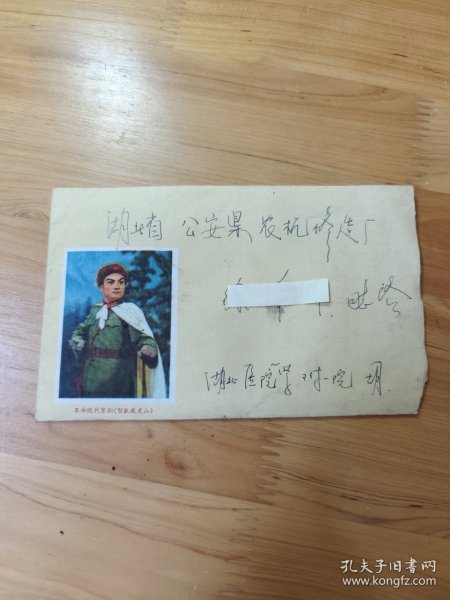 湖北省 公安县农机修造厂
启
湖北医院学附一院 胡
革命现代京剧《智取威虎山》
孔夫子旧书网
www.kongfz.com